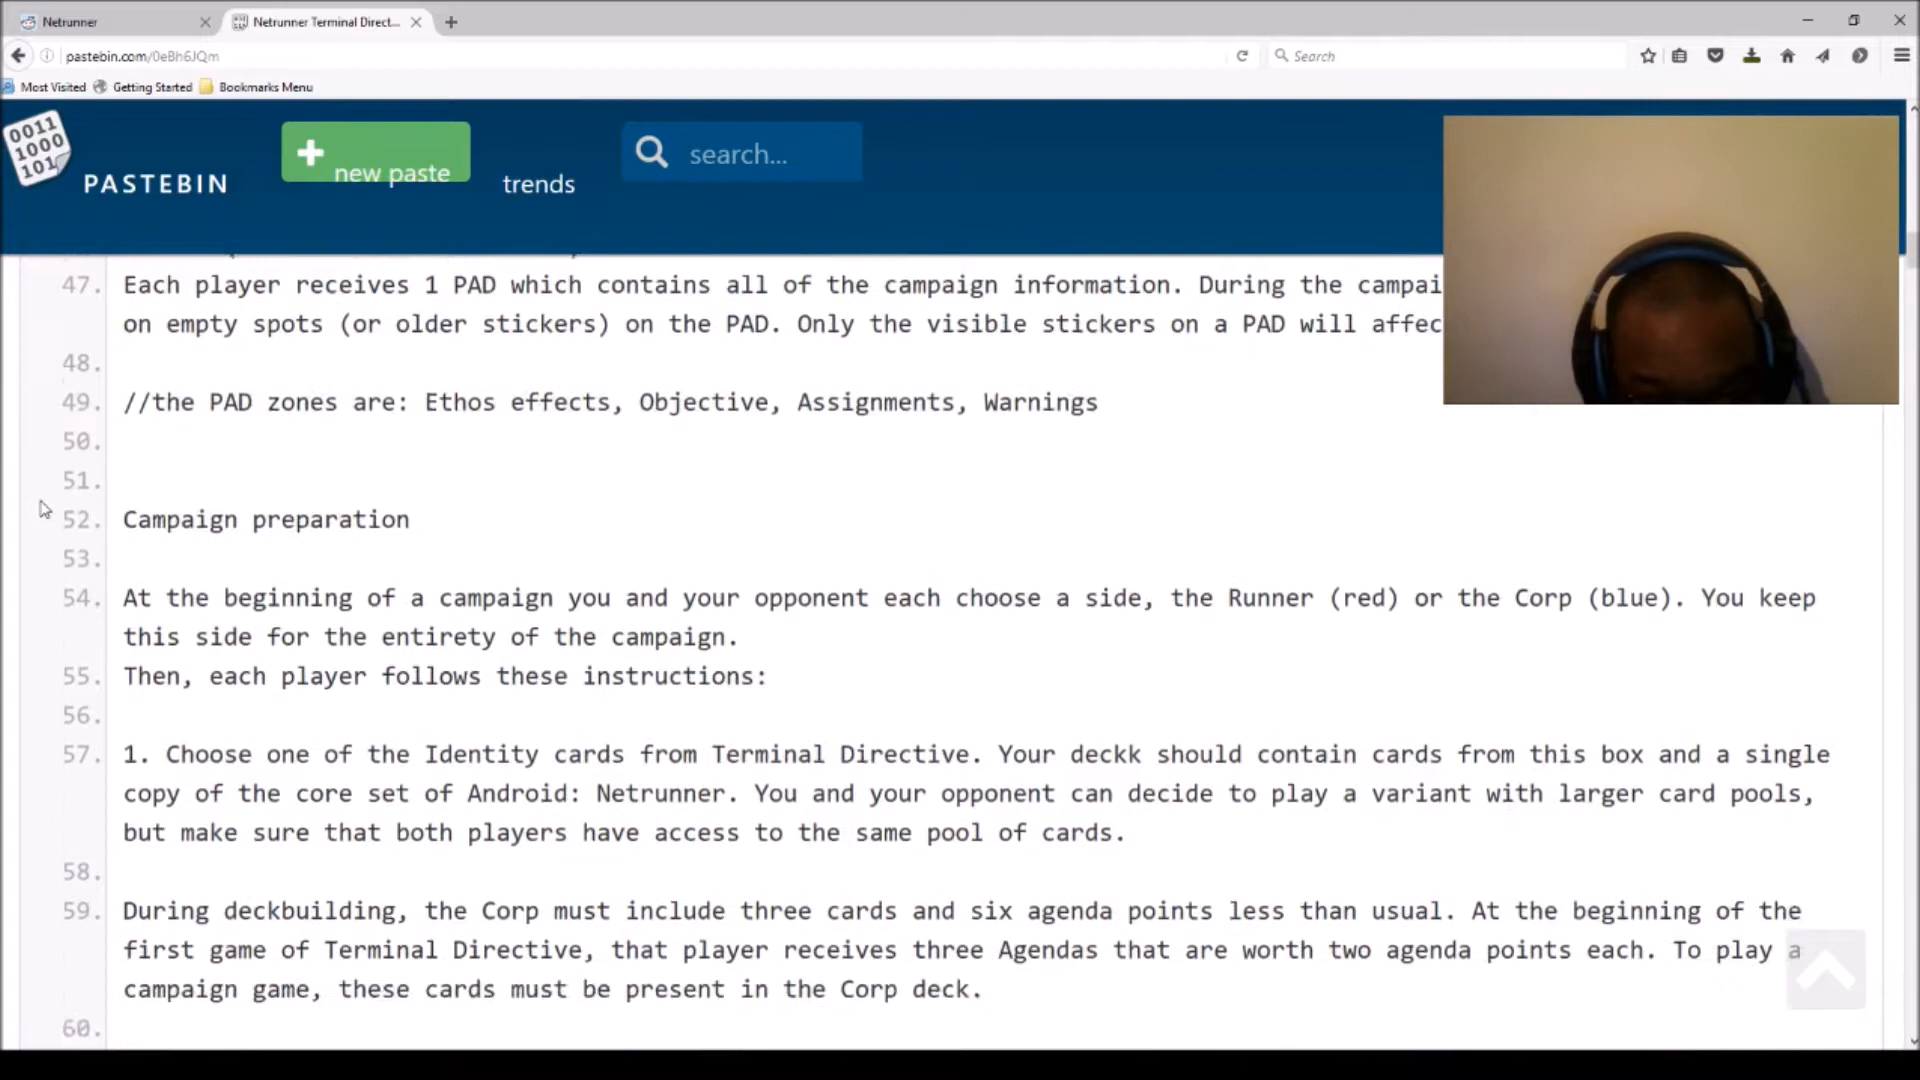 Netrunner
Netrunner Terminal Direct...
pastebin.com/0eBh6JQm
Search
Most Visited
Getting Started
Bookmarks Menu
0011
1000
101
PASTEBIN
new paste
trends
search...
47. Each player receives 1 PAD which contains all of the campaign information. During the campai
on empty spots (or older stickers) on the PAD. Only the visible stickers on a PAD will affec
48.
49. //the PAD zones are: Ethos effects, Objective, Assignments, Warnings
50.
51.
52. Campaign preparation
53.
54. At the beginning of a campaign you and your opponent each choose a side, the Runner (red) or the Corp (blue). You keep
this side for the entirety of the campaign.
55. Then, each player follows these instructions:
56.
57. 1. Choose one of the Identity cards from Terminal Directive. Your deckk should contain cards from this box and a single
copy of the core set of Android: Netrunner. You and your opponent can decide to play a variant with larger card pools,
but make sure that both players have access to the same pool of cards.
58.
59. During deckbuilding, the Corp must include three cards and six agenda points less than usual. At the beginning of the
first game of Terminal Directive, that player receives three Agendas that are worth two agenda points each. To play a
campaign game, these cards must be present in the Corp deck.
60.